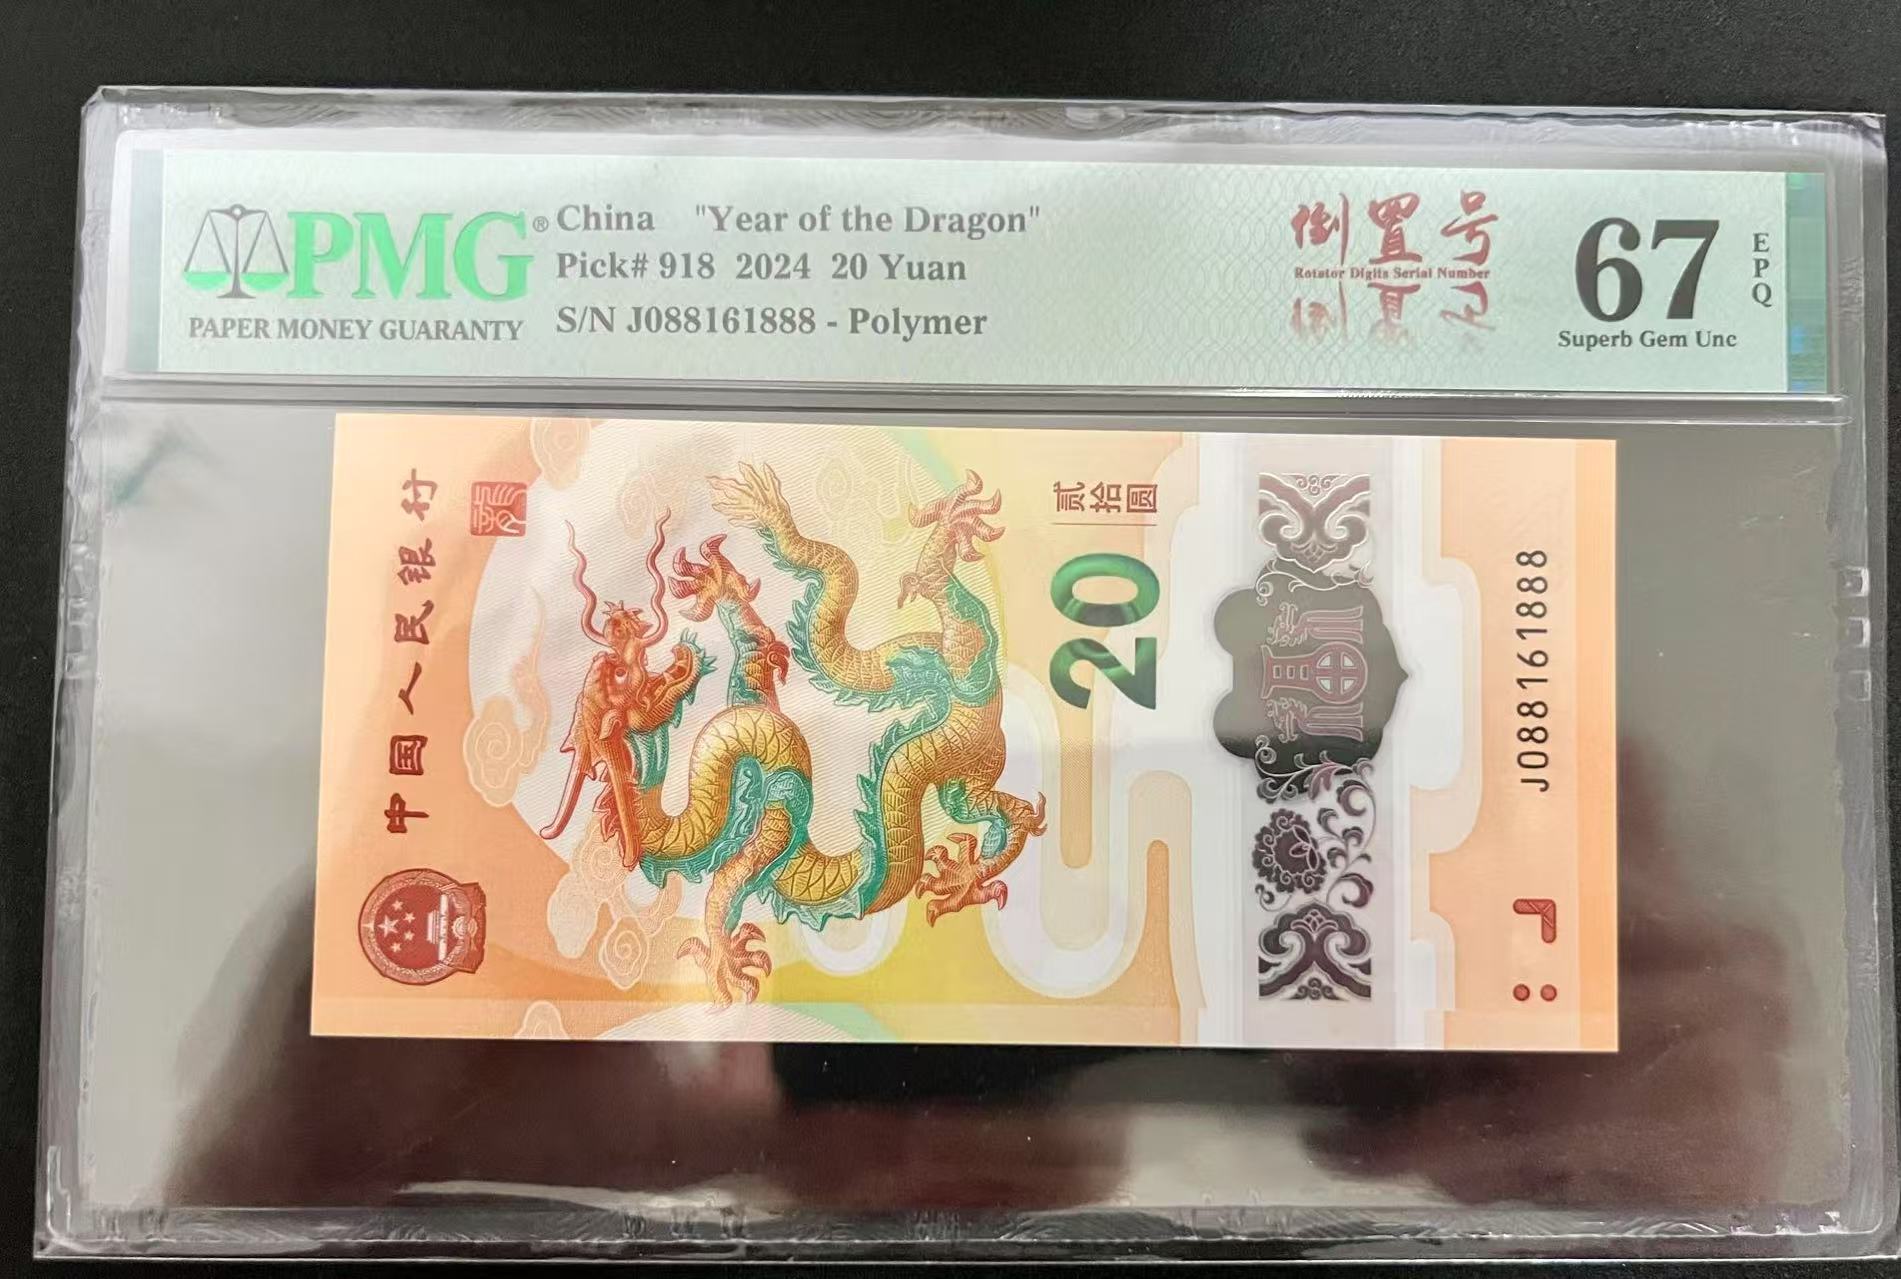 PMG®
PAPER MONEY GUARANTY
China "Year of the Dragon"
Pick# 918 2024 20 Yuan
S/N J088161888 - Polymer
倒置号
Rotator Digits Serial Number
67
EPQ
Superb Gem Unc
中国人民银行
贰拾圆
20
J088161888